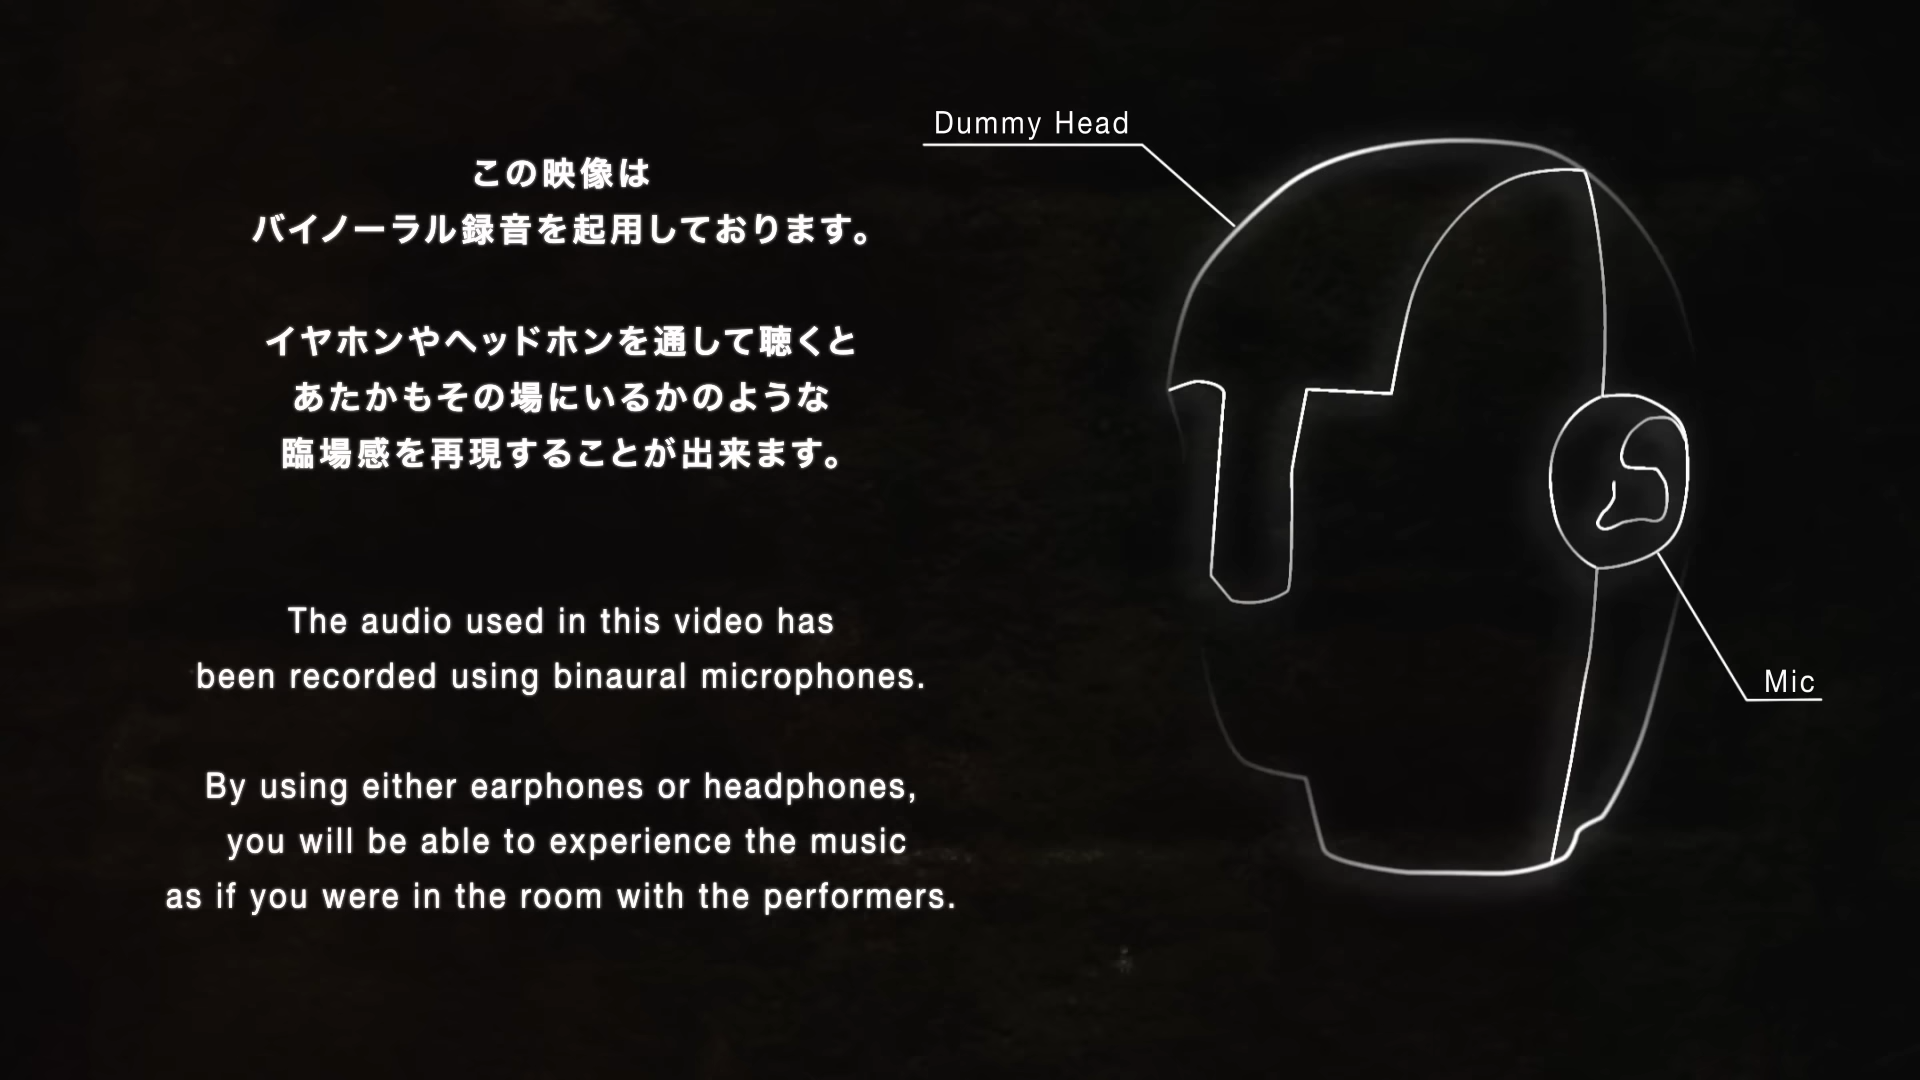 この映像は
バイノーラル録音を起用しております。
イヤホンやヘッドホンを通して聴くと
あたかもその場にいるかのような
臨場感を再現することが出来ます。
The audio used in this video has
been recorded using binaural microphones.
By using either earphones or headphones,
you will be able to experience the music
as if you were in the room with the performers.
Dummy Head
Mic